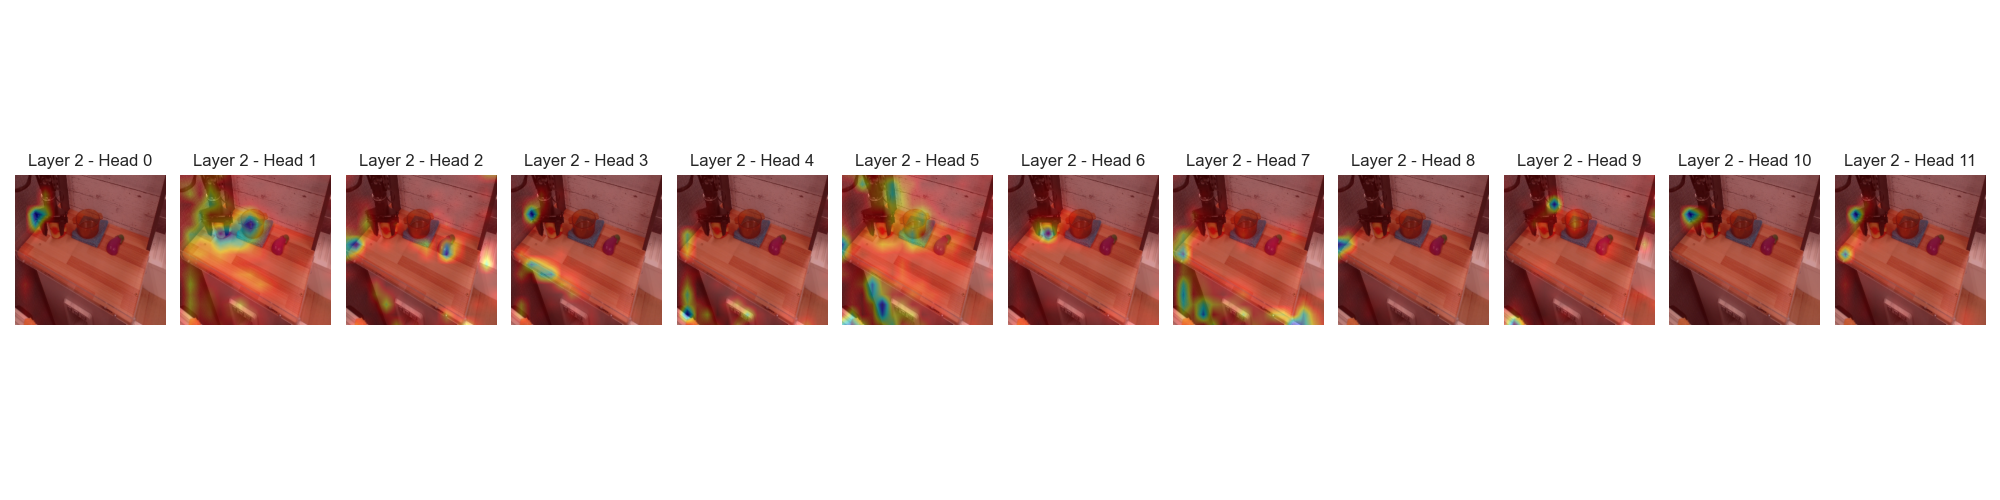 Layer 2 - Head 0
Layer 2 - Head 1
Layer 2 - Head 2
Layer 2 - Head 3
Layer 2 - Head 4
Layer 2 - Head 5
Layer 2 - Head 6
Layer 2 - Head 7
Layer 2 - Head 8
Layer 2 - Head 9
Layer 2 - Head 10
Layer 2 - Head 11